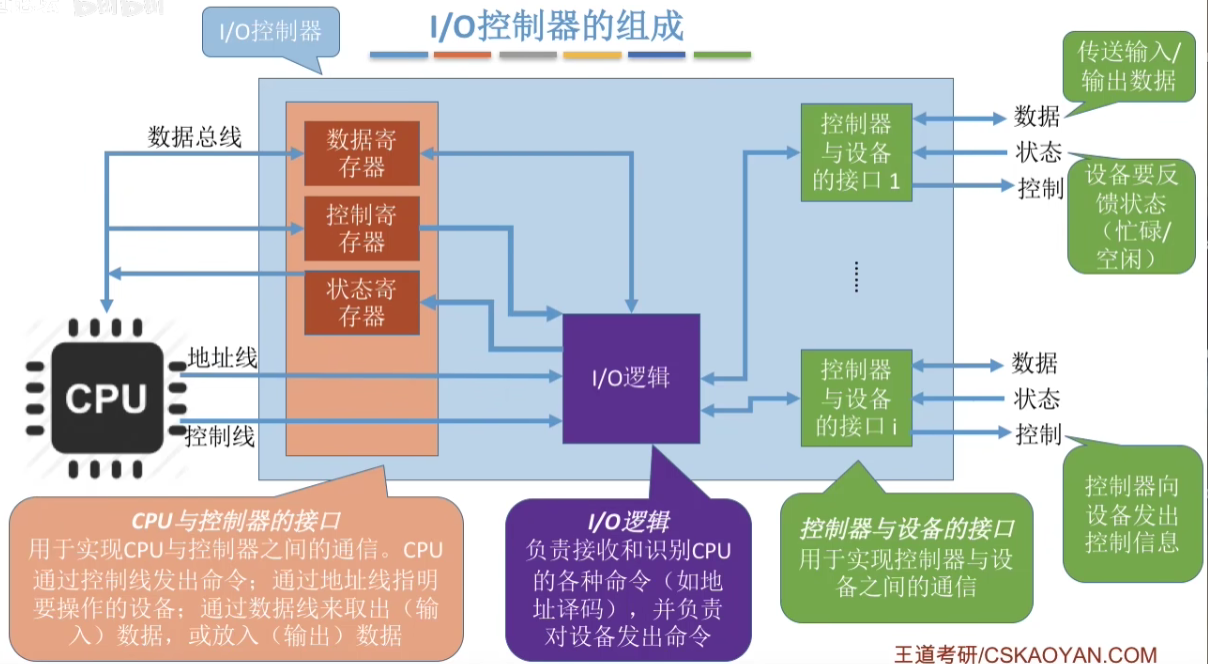 I/O控制器的组成
I/O控制器
数据总线
数据寄
存器
控制寄
存器
状态寄
存器
地址线
控制线
CPU
I/O逻辑
控制器
与设备
的接口 1
数据
状态
控制
传送输入/
输出数据
设备要反
馈状态
（忙碌/
空闲）
控制器
与设备
的接口 i
数据
状态
控制
控制器向
设备发出
控制信息
CPU与控制器的接口
用于实现CPU与控制器之间的通信。CPU
通过控制线发出命令；通过地址线指明
要操作的设备；通过数据线来取出（输
入）数据，或放入（输出）数据
I/O逻辑
负责接收和识别CPU
的各种命令（如地
址译码），并负责
对设备发出命令
控制器与设备的接口
用于实现控制器与设
备之间的通信
王道考研/CSKAOYAN.COM